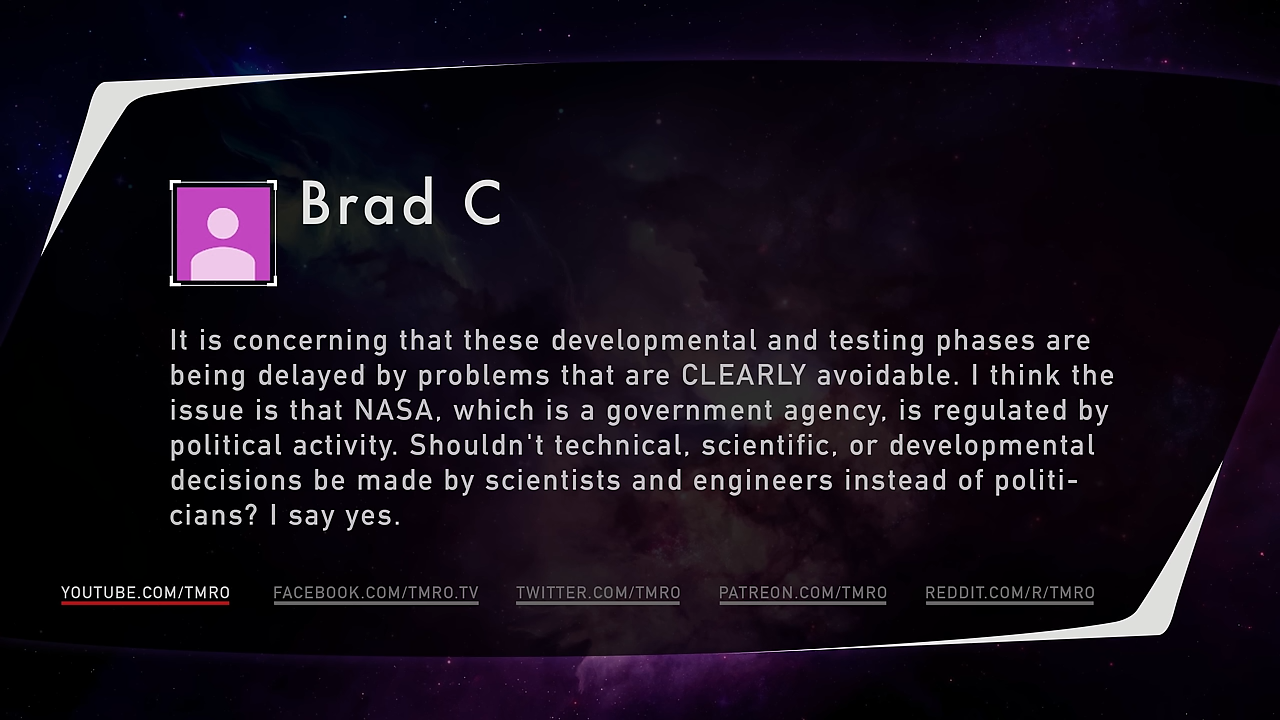 Brad C
It is concerning that these developmental and testing phases are
being delayed by problems that are CLEARLY avoidable. I think the
issue is that NASA, which is a government agency, is regulated by
political activity. Shouldn't technical, scientific, or developmental
decisions be made by scientists and engineers instead of politi-
cians? I say yes.
YOUTUBE.COM/TMRO FACEBOOK.COM/TMRO.TV TWITTER.COM/TMRO PATREON.COM/TMRO REDDIT.COM/R/TMRO